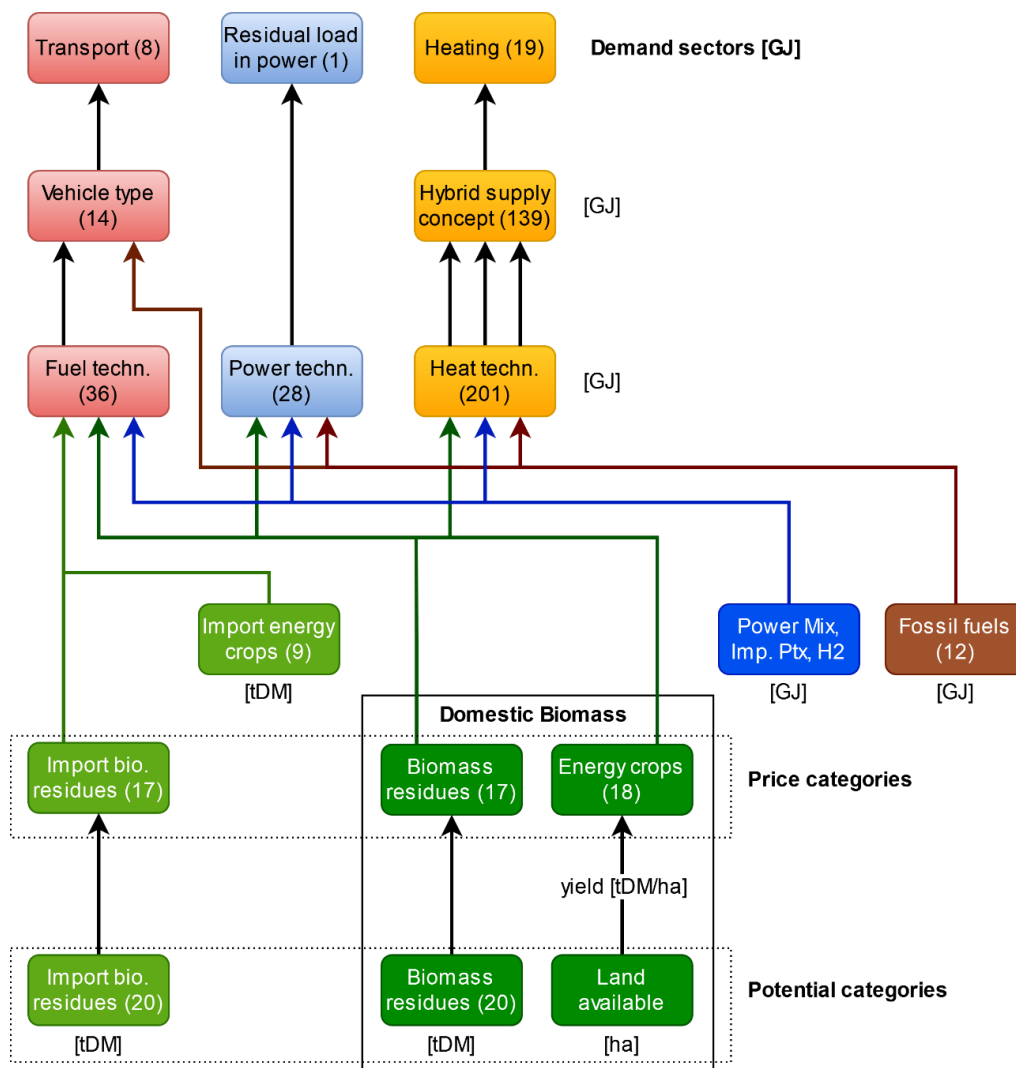 Transport (8)
Residual load
in power (1)
Heating (19)
Demand sectors [GJ]
Vehicle type
(14)
Hybrid supply
concept (139)
[GJ]
Fuel techn.
(36)
Power techn.
(28)
Heat techn.
(201)
[GJ]
Import energy
crops (9)
[tDM]
Power Mix,
Imp. Ptx, H2
[GJ]
Fossil fuels
(12)
[GJ]
Domestic Biomass
Import bio.
residues (17)
Biomass
residues (17)
Energy crops
(18)
Price categories
yield [tDM/ha]
Import bio.
residues (20)
[tDM]
Biomass
residues (20)
[tDM]
Land
available
[ha]
Potential categories